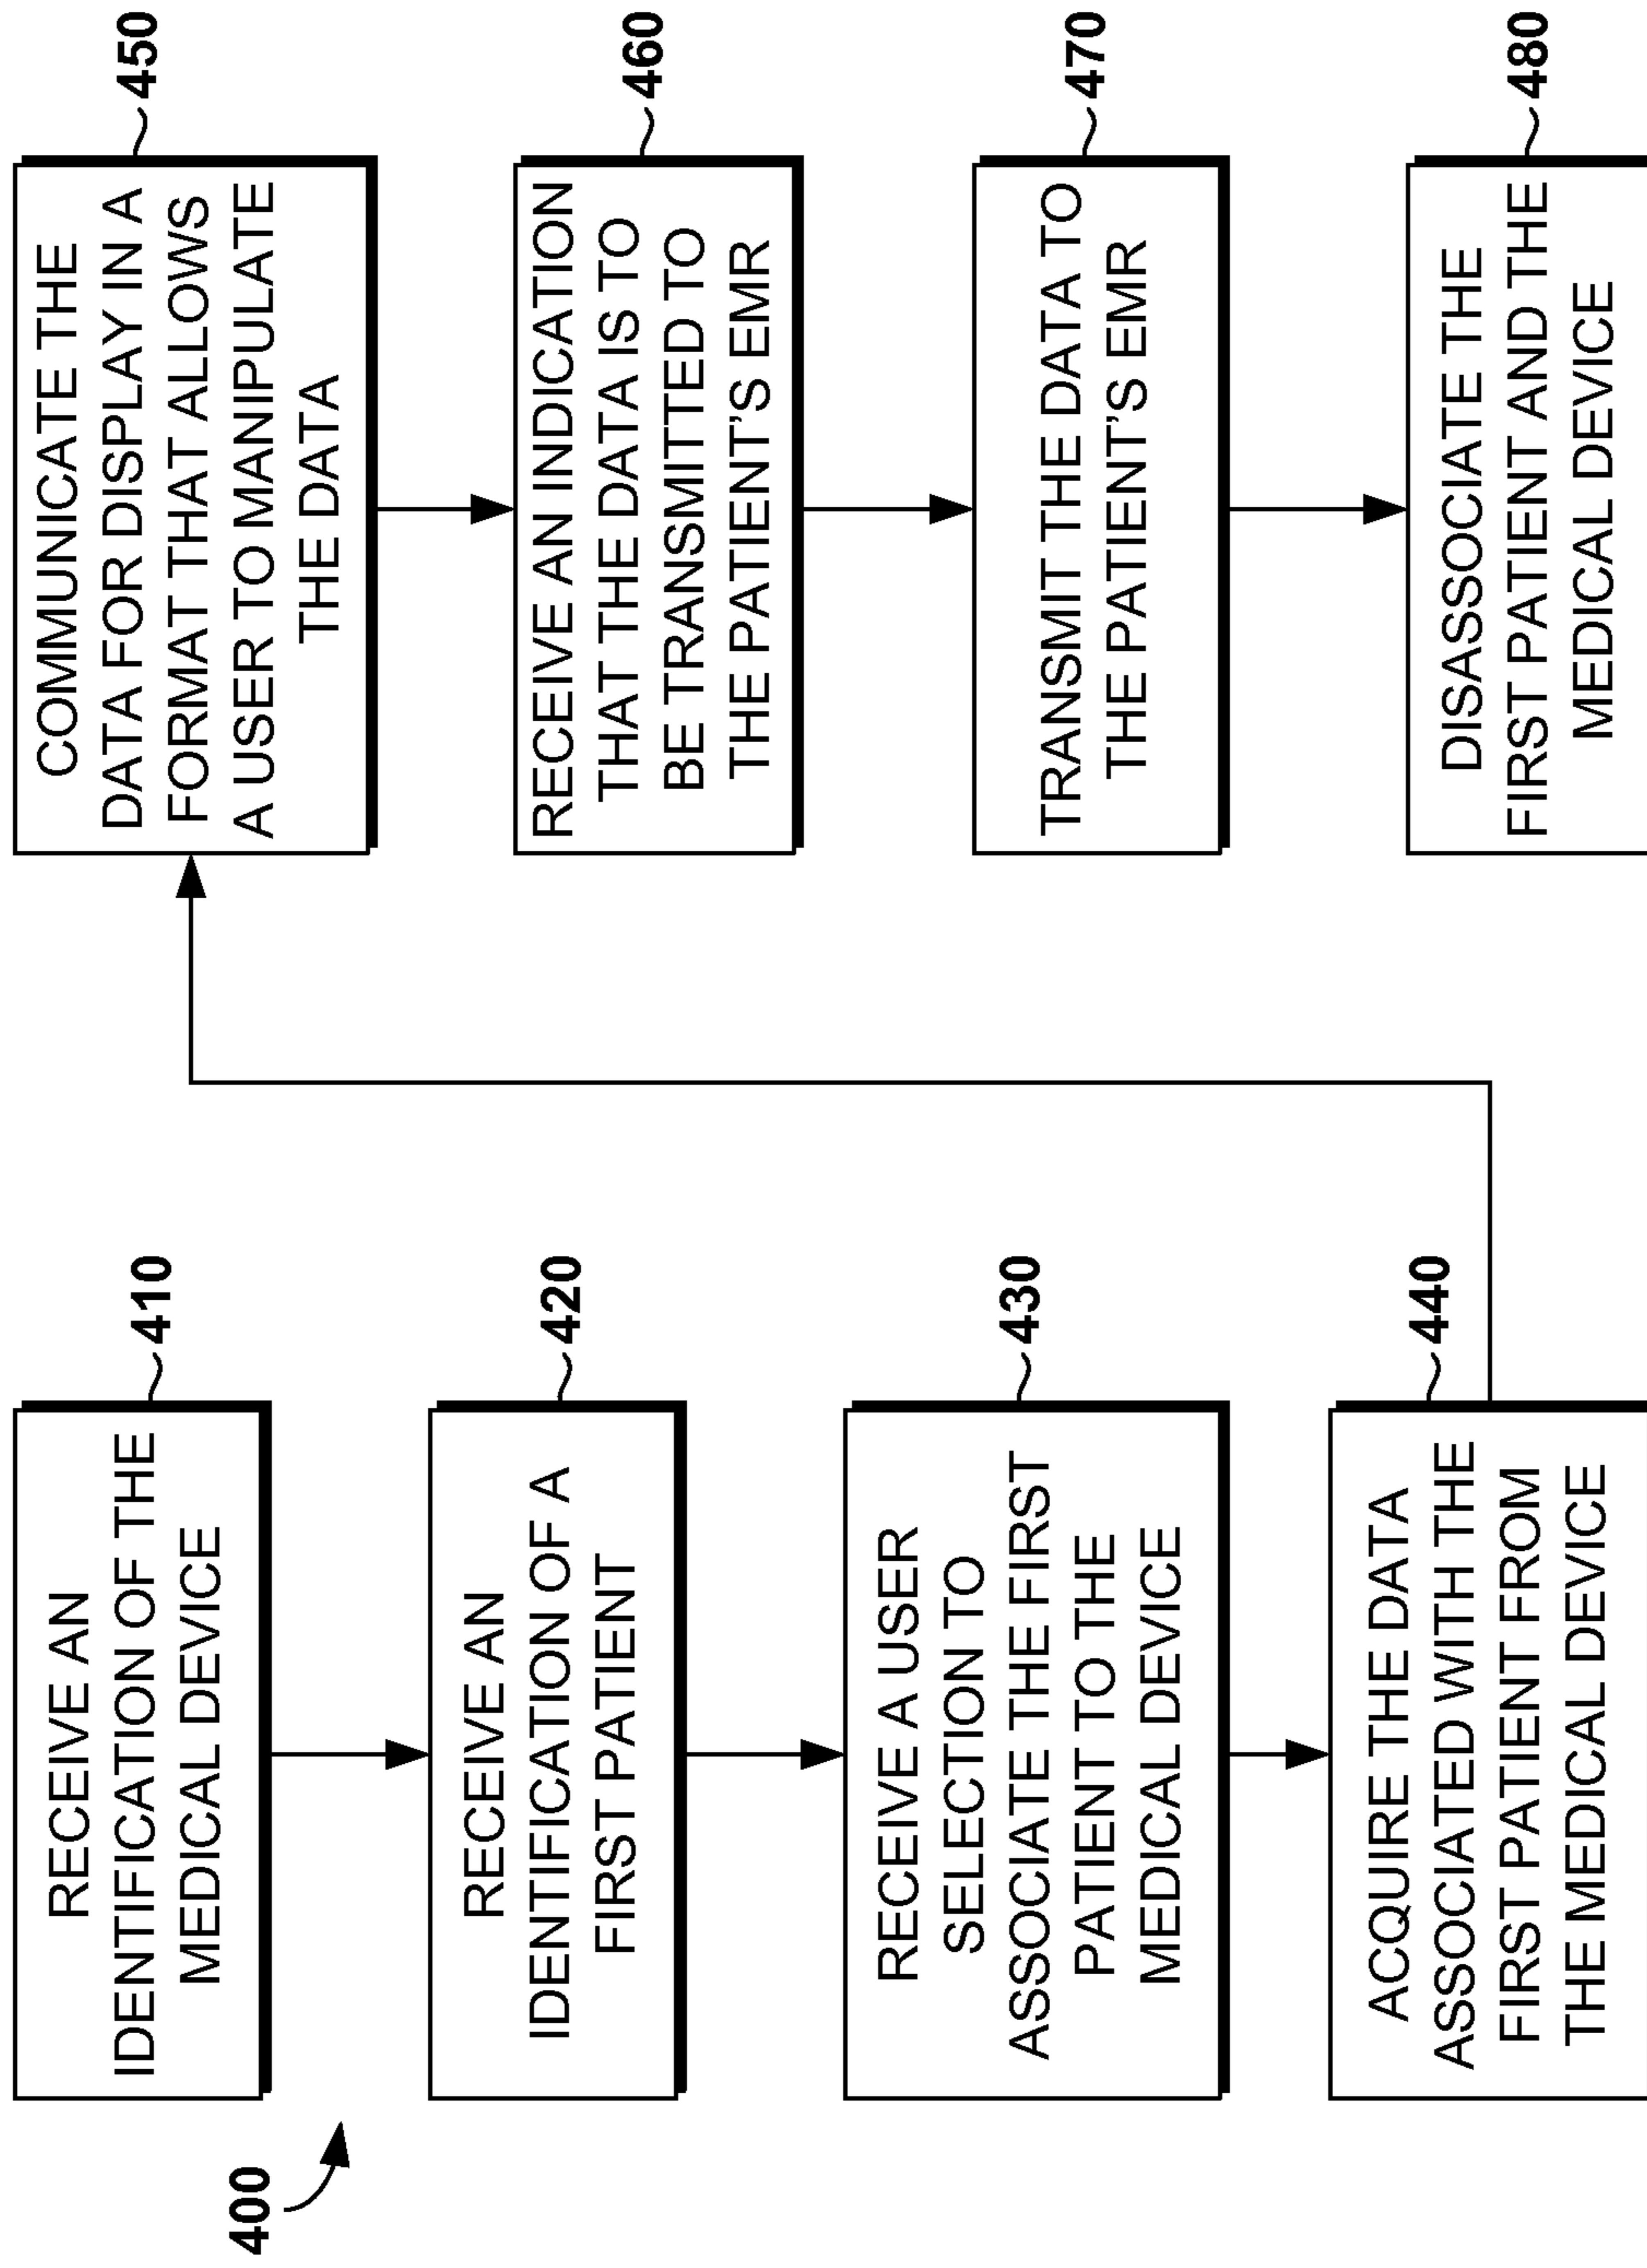 400
RECEIVE AN
IDENTIFICATION OF THE
MEDICAL DEVICE
410
RECEIVE AN
IDENTIFICATION OF A
FIRST PATIENT
420
RECEIVE A USER
SELECTION TO
ASSOCIATE THE FIRST
PATIENT TO THE
MEDICAL DEVICE
430
ACQUIRE THE DATA
ASSOCIATED WITH THE
FIRST PATIENT FROM
THE MEDICAL DEVICE
440
COMMUNICATE THE
DATA FOR DISPLAY IN A
FORMAT THAT ALLOWS
A USER TO MANIPULATE
THE DATA
450
RECEIVE AN INDICATION
THAT THE DATA IS TO
BE TRANSMITTED TO
THE PATIENT'S EMR
460
TRANSMIT THE DATA TO
THE PATIENT'S EMR
470
DISASSOCIATE THE
FIRST PATIENT AND THE
MEDICAL DEVICE
480